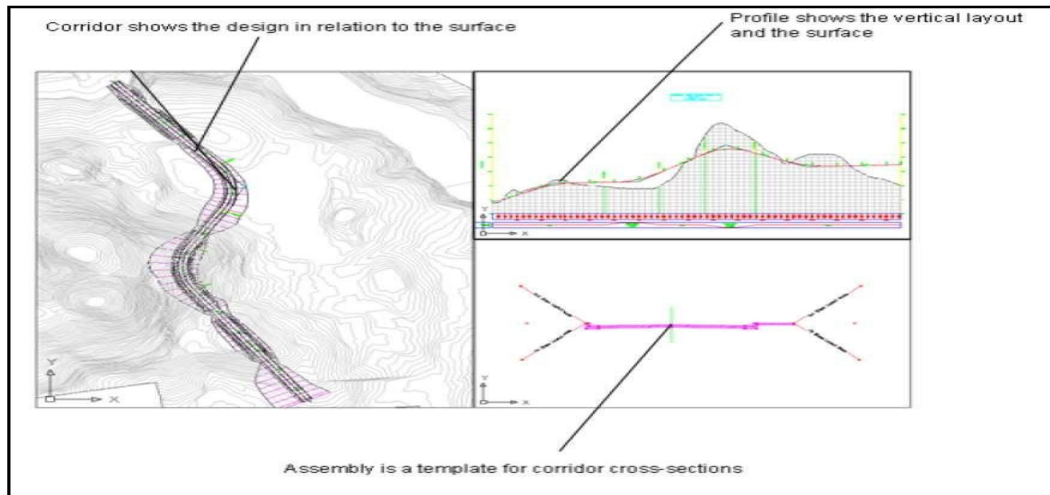 Corridor shows the design in relation to the surface
Profile shows the vertical layout
and the surface
Y
X
Y
X
Y
X
Assembly is a template for corridor cross-sections